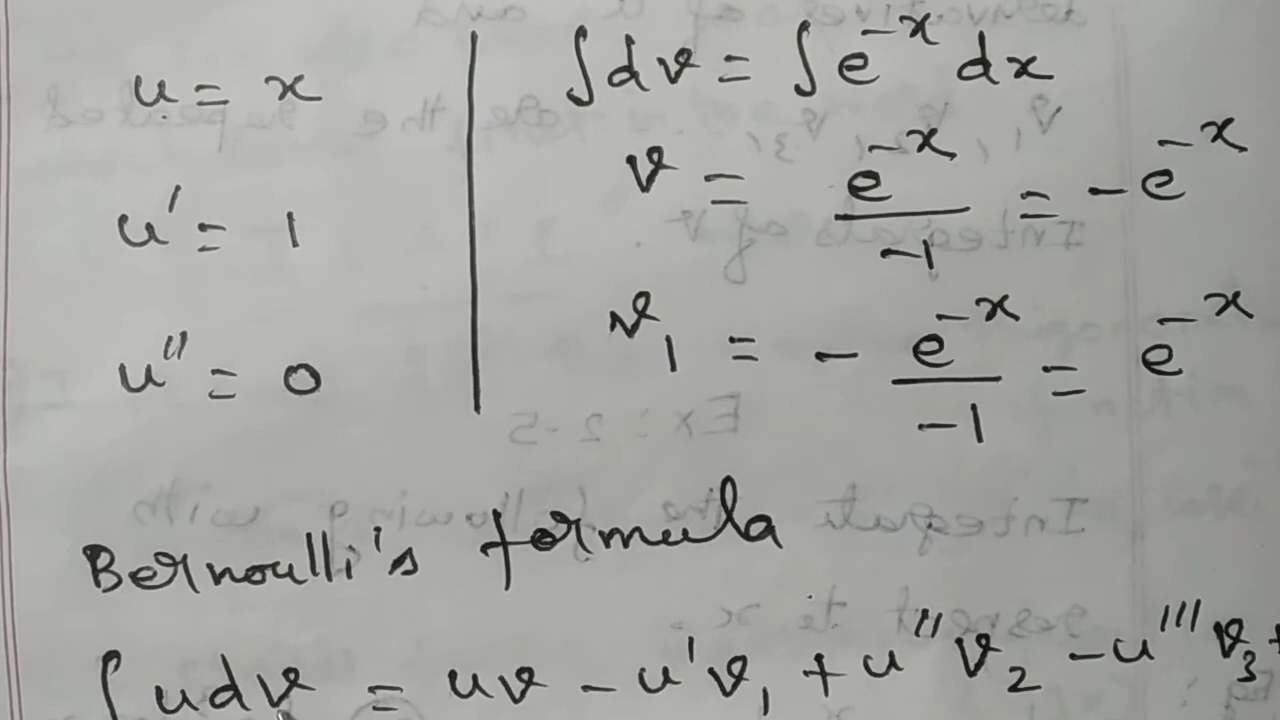 u = x
u' = 1
u'' = 0
∫dv = ∫e^{-x} dx
v = e^{-x}/-1 = -e^{-x}
v₁ = - e^{-x}/-1 = e^{-x}
Bernoulli's formula
∫udv = uv - u'v₁ + u''v₂ - u'''v₃ +